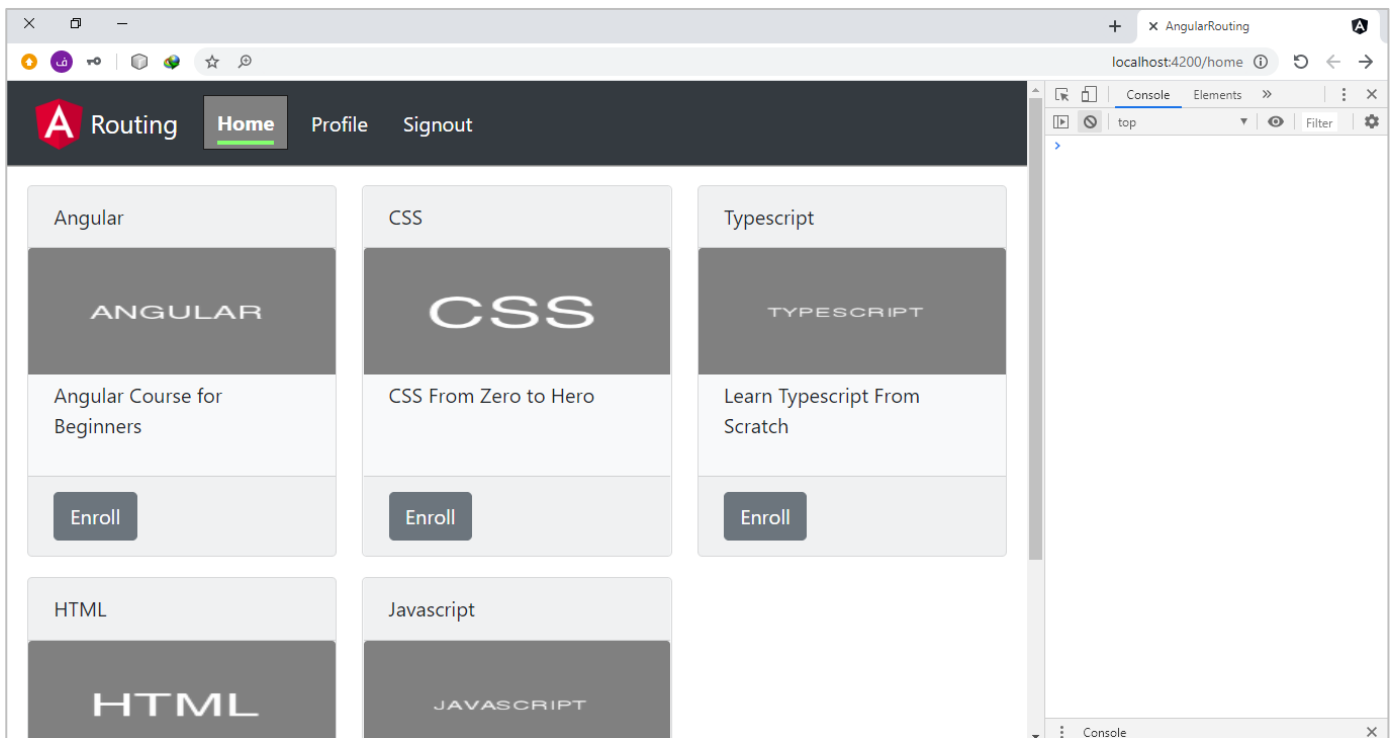 AngularRouting
ف
localhost:4200/home
Routing
Home
Profile
Signout
Console
Elements
top
Filter
Angular
ANGULAR
Angular Course for
Beginners
Enroll
CSS
CSS
CSS From Zero to Hero
Enroll
Typescript
TYPESCRIPT
Learn Typescript From
Scratch
Enroll
HTML
HTML
Javascript
JAVASCRIPT
Console